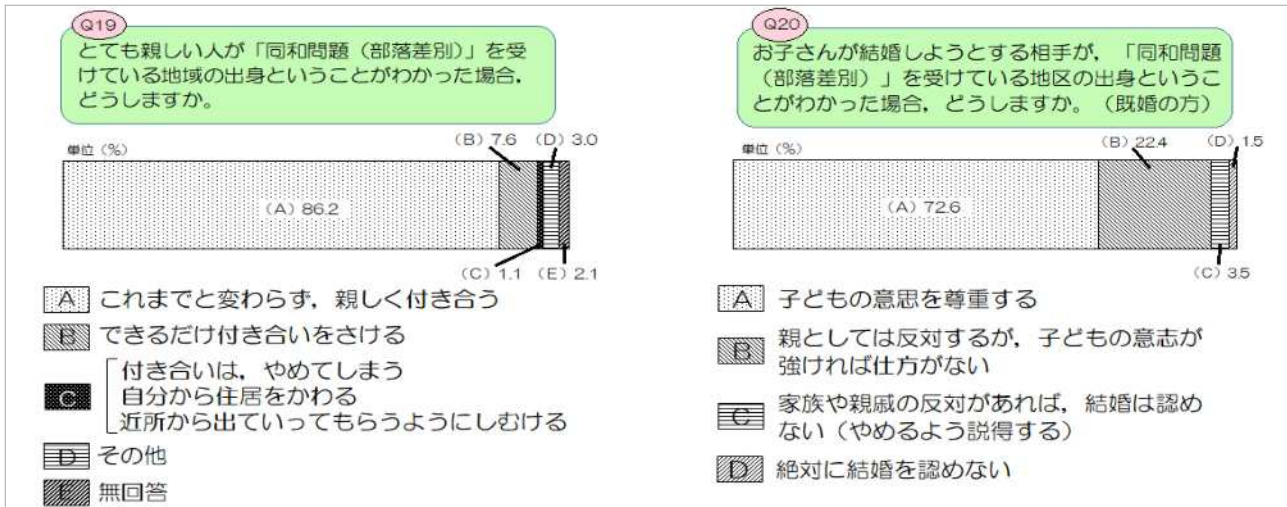 Q19
とても親しい人が「同和問題（部落差別）」を受
けている地域の出身ということがわかった場合，
どうしますか。
単位（%）
（B）7.6
（D）3.0
（A）86.2
（C）1.1
（E）2.1
A これまでと変わらず，親しく付き合う
B できるだけ付き合いをさける
C 付き合いは，やめてしまう
自分から住居をかわる
近所から出ていってもらうようにしむける
D その他
E 無回答
Q20
お子さんが結婚しようとする相手が，「同和問題
（部落差別）」を受けている地区の出身というこ
とがわかった場合，どうしますか。（既婚の方）
単位（%）
（B）22.4
（D）1.5
（A）72.6
（C）3.5
A 子どもの意思を尊重する
B 親としては反対するが，子どもの意志が
強ければ仕方がない
C 家族や親戚の反対があれば，結婚は認め
ない（やめるよう説得する）
D 絶対に結婚を認めない